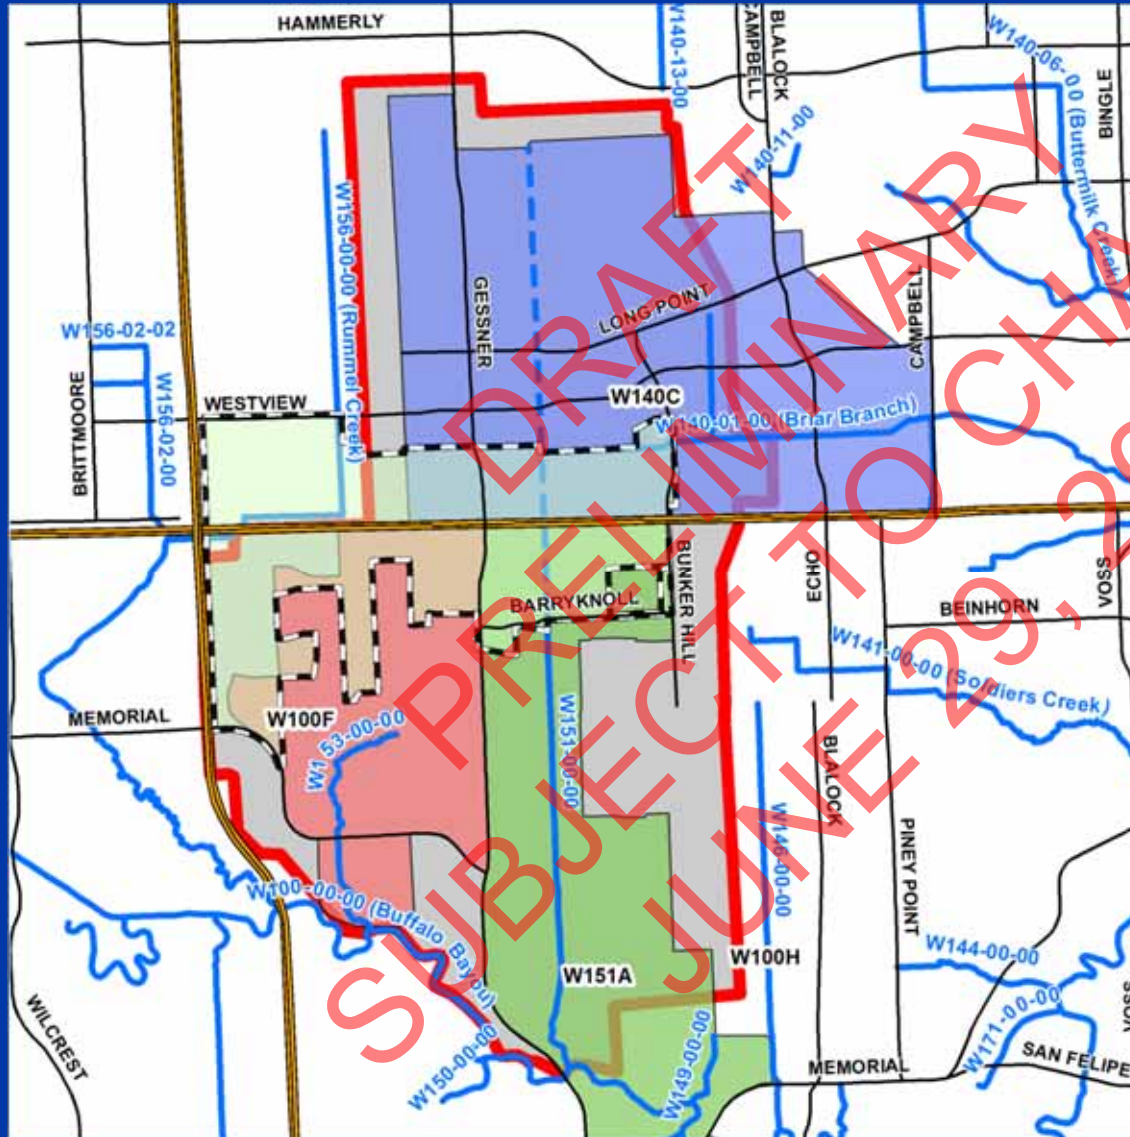 HAMMERLY
W140-13-00
CAMPBELL
BLALOCK
W140-06-00 (Buttermilk Creek)
BINGLE
W140-11-00
W156-00-00 (Rummel Creek)
GESSNER
LONG POINT
CAMPBELL
W156-02-02
W156-02-00
BRITTMOORE
WESTVIEW
W140C
W140-01-00 (Briar Branch)
BUNKER HILL
ECHO
VOSS
BARRYKNOLL
BEINHORN
W141-00-00 (Soldiers Creek)
MEMORIAL
W100F
W153-00-00
W151-00-00
BLALOCK
W146-00-00
PINEY POINT
W100-00-00 (Buffalo Bayou)
W151A
W100H
W144-00-00
WILCREST
W150-00-00
W149-00-00
W171-00-00
VOSS
MEMORIAL
SAN FELIPE
DRAFT
PRELIMINARY
SUBJECT TO CHA
JUNE 29, 2